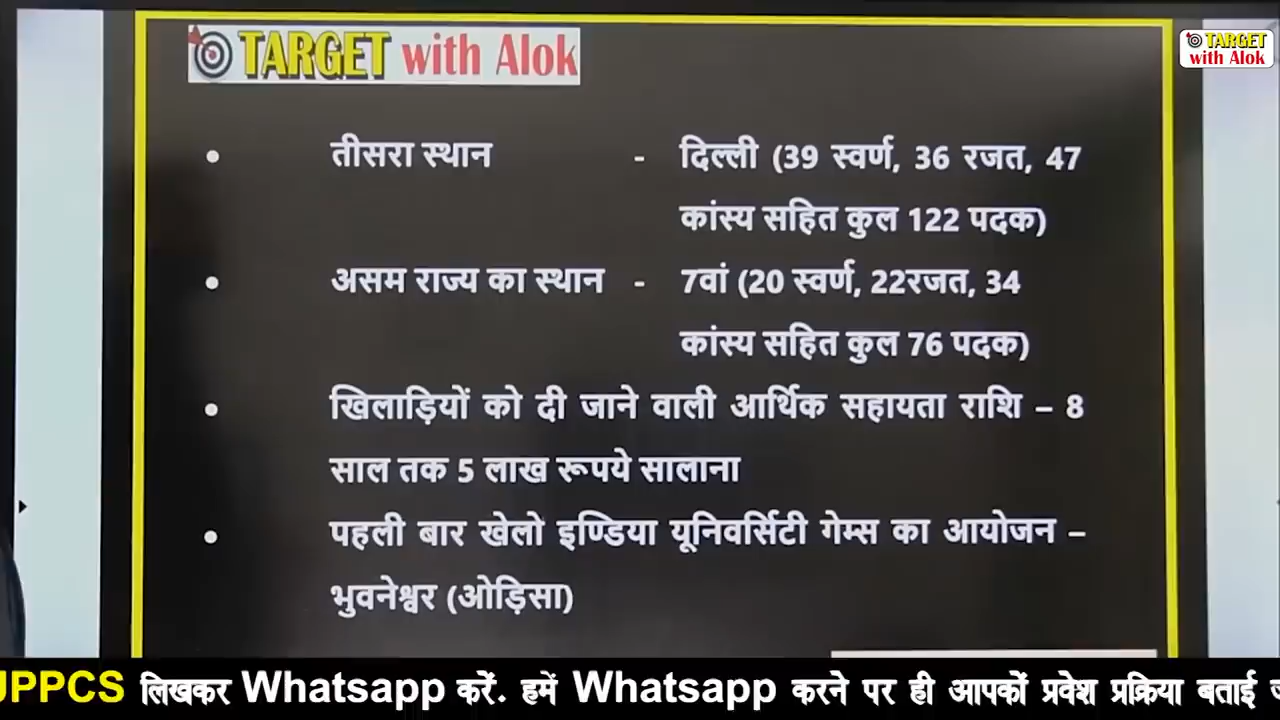 TARGET with Alok
TARGET
with Alok
• तीसरा स्थान - दिल्ली (39 स्वर्ण, 36 रजत, 47
कांस्य सहित कुल 122 पदक)
• असम राज्य का स्थान - 7वां (20 स्वर्ण, 22रजत, 34
कांस्य सहित कुल 76 पदक)
• खिलाड़ियों को दी जाने वाली आर्थिक सहायता राशि – 8
साल तक 5 लाख रूपये सालाना
• पहली बार खेलो इण्डिया यूनिवर्सिटी गेम्स का आयोजन –
भुवनेश्वर (ओड़िसा)
JPPCS लिखकर Whatsapp करें. हमें Whatsapp करने पर ही आपकों प्रवेश प्रक्रिया बताई